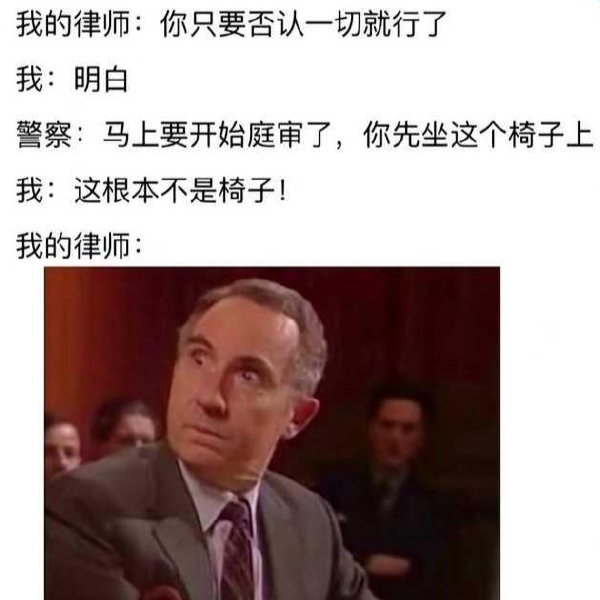 我的律师：你只要否认一切就行了
我：明白
警察：马上要开始庭审了，你先坐这个椅子上
我：这根本不是椅子！
我的律师：